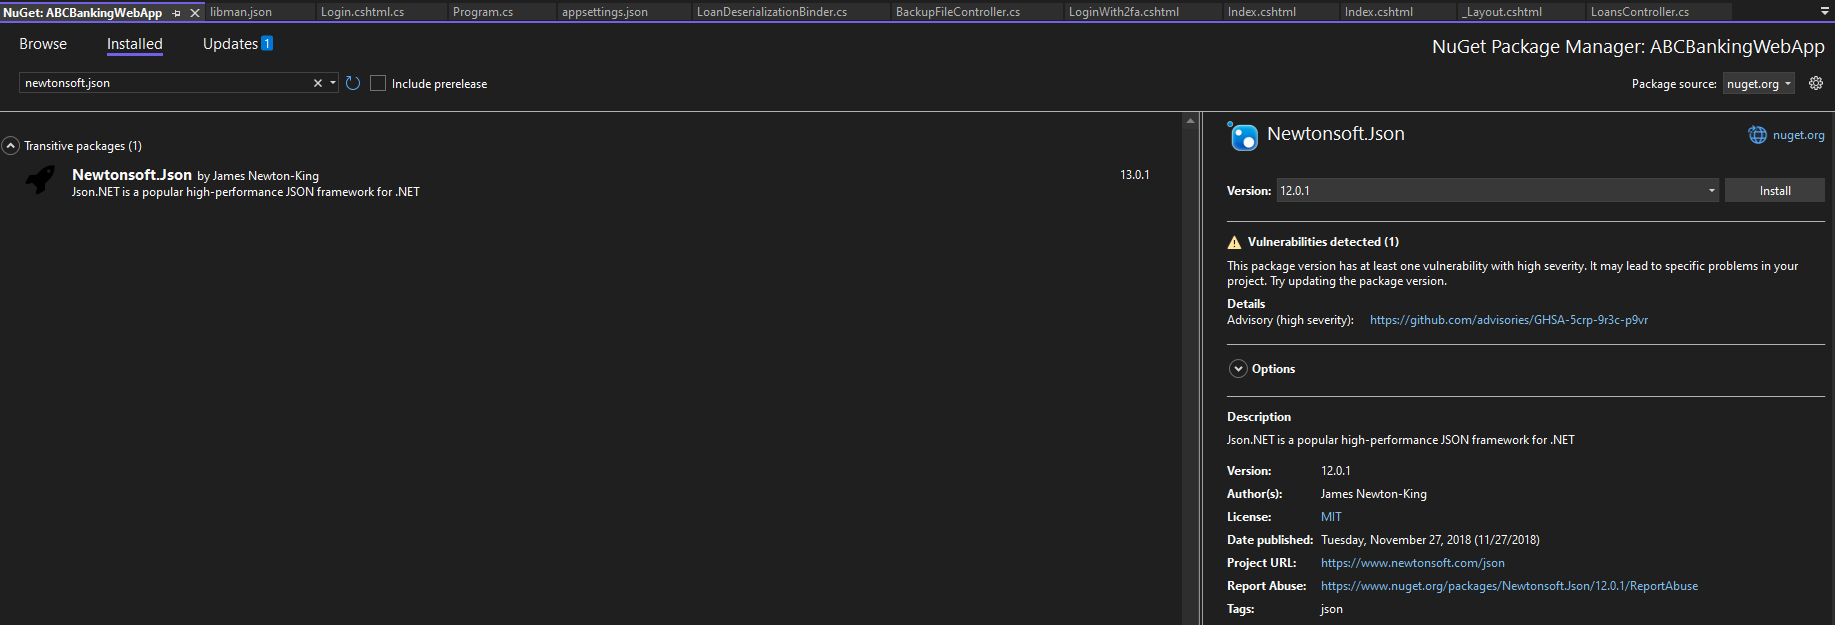 NuGet: ABCBankingWebApp libman.json Login.cshtml.cs Program.cs appsettings.json LoanDeserializationBinder.cs BackupFileController.cs LoginWith2fa.cshtml Index.cshtml Index.cshtml _Layout.cshtml LoansController.cs
Browse Installed Updates 1
NuGet Package Manager: ABCBankingWebApp
newtonsoft.json Include prerelease
Package source: nuget.org
Transitive packages (1)
Newtonsoft.Json by James Newton-King 13.0.1
Json.NET is a popular high-performance JSON framework for .NET
Newtonsoft.Json nuget.org
Version: 12.0.1 Install
Vulnerabilities detected (1)
This package version has at least one vulnerability with high severity. It may lead to specific problems in your
project. Try updating the package version.
Details
Advisory (high severity): https://github.com/advisories/GHSA-5crp-9r3c-p9vr
Options
Description
Json.NET is a popular high-performance JSON framework for .NET
Version: 12.0.1
Author(s): James Newton-King
License: MIT
Date published: Tuesday, November 27, 2018 (11/27/2018)
Project URL: https://www.newtonsoft.com/json
Report Abuse: https://www.nuget.org/packages/Newtonsoft.Json/12.0.1/ReportAbuse
Tags: json